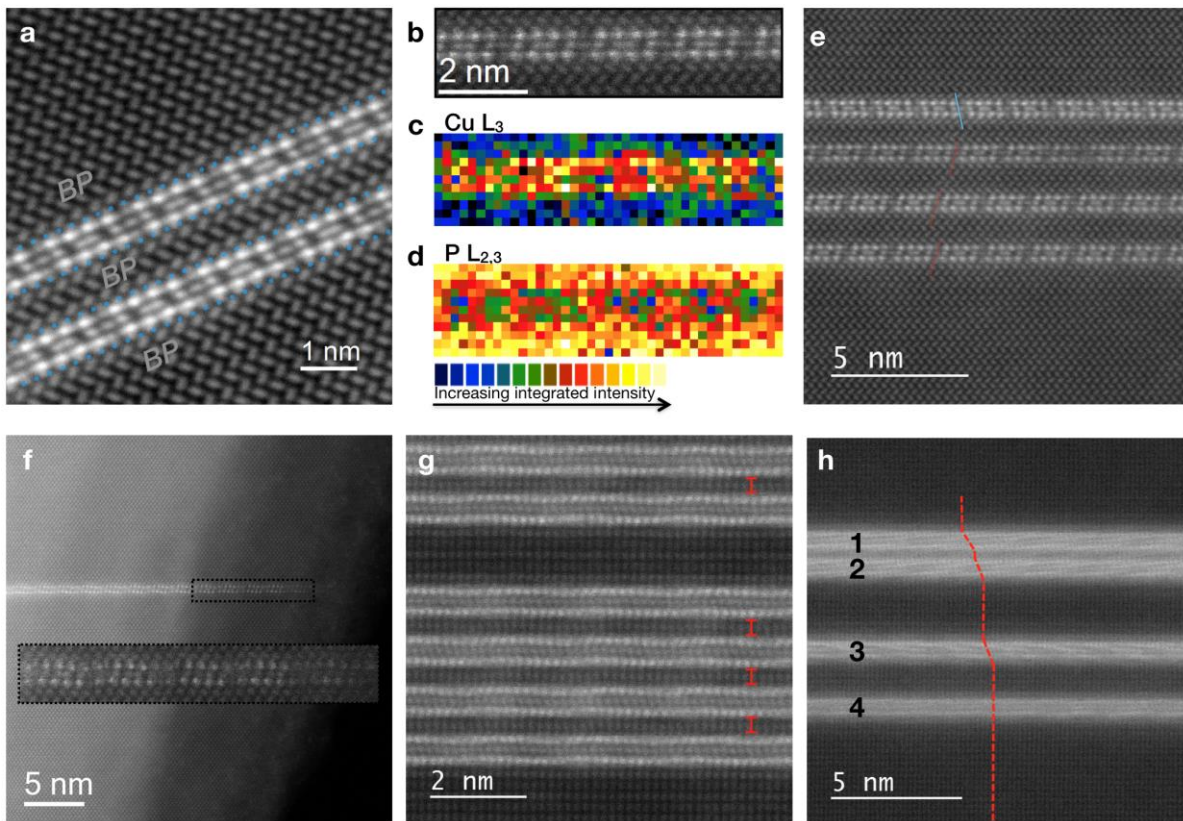 a
BP
BP
BP
1 nm
b
2 nm
c Cu L3
d P L2,3
Increasing integrated intensity
e
5 nm
f
5 nm
g
2 nm
h
1
2
3
4
5 nm